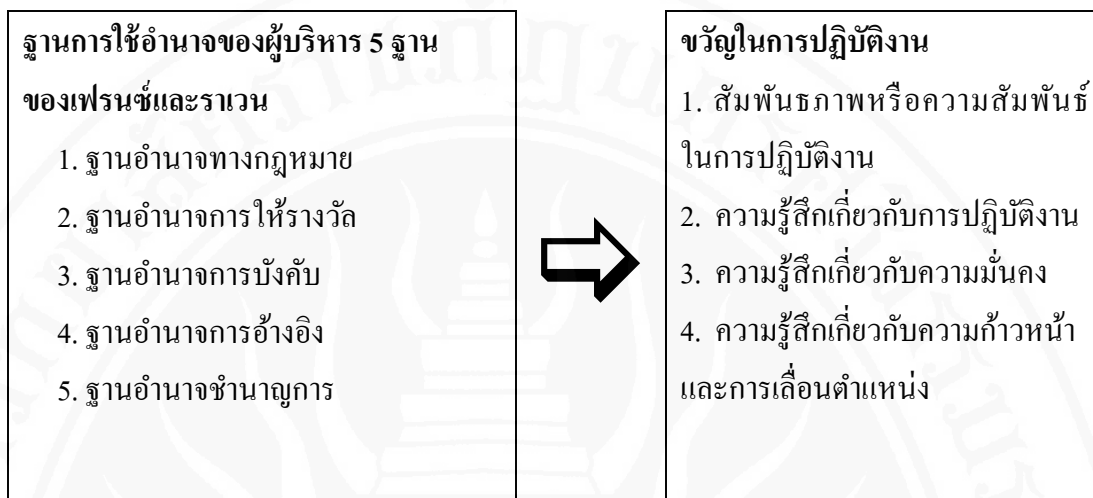 ฐานการใช้อำนาจของผู้บริหาร 5 ฐาน
ของเฟรนซ์และราเวน
1. ฐานอำนาจทางกฎหมาย
2. ฐานอำนาจการให้รางวัล
3. ฐานอำนาจการบังคับ
4. ฐานอำนาจการอ้างอิง
5. ฐานอำนาจชำนาญการ
ขวัญในการปฏิบัติงาน
1. สัมพันธภาพหรือความสัมพันธ์
ในการปฏิบัติงาน
2. ความรู้สึกเกี่ยวกับการปฏิบัติงาน
3. ความรู้สึกเกี่ยวกับความมั่นคง
4. ความรู้สึกเกี่ยวกับความก้าวหน้า
และการเลื่อนตำแหน่ง